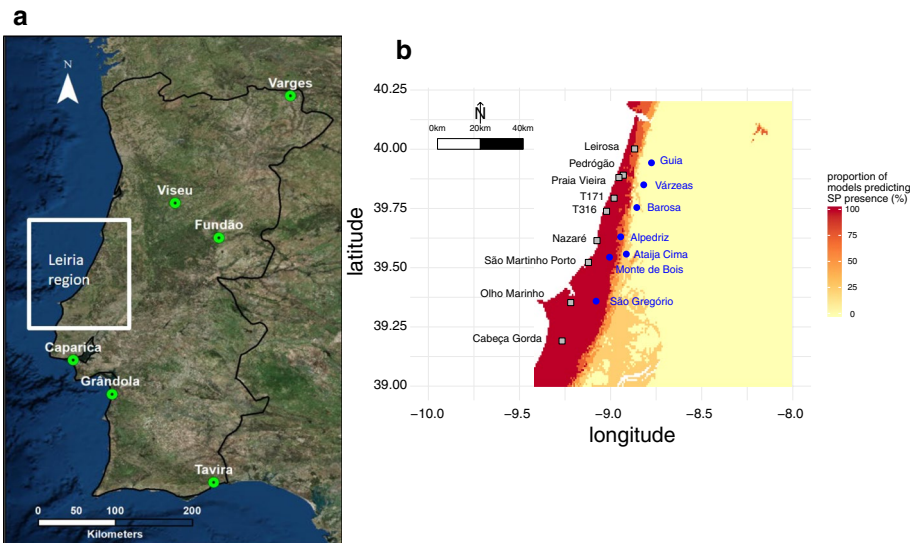 a
N
Varges
Viseu
Fundão
Leiria
region
Caparica
Grândola
Tavira
0 50 100 200
Kilometers
b
40.25
40.00
39.75
39.50
39.25
39.00
latitude
N
0km 20km 40km
Leirosa
Pedrógão
Praia Vieira
T171
T316
Nazaré
São Martinho Porto
Olho Marinho
Cabeça Gorda
Guia
Várzeas
Barosa
Alpedriz
Ataija Cima
Monte de Bois
São Gregório
−10.0 −9.5 −9.0 −8.5 −8.0
longitude
proportion of
models predicting
SP presence (%)
100
75
50
25
0